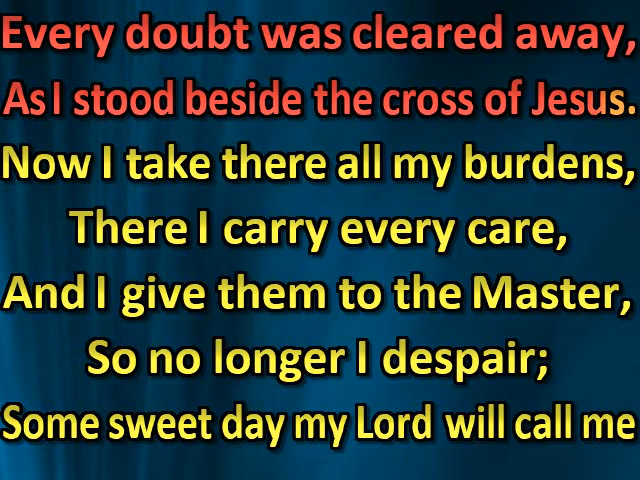 Every doubt was cleared away,
As I stood beside the cross of Jesus.
Now I take there all my burdens,
There I carry every care,
And I give them to the Master,
So no longer I despair;
Some sweet day my Lord will call me